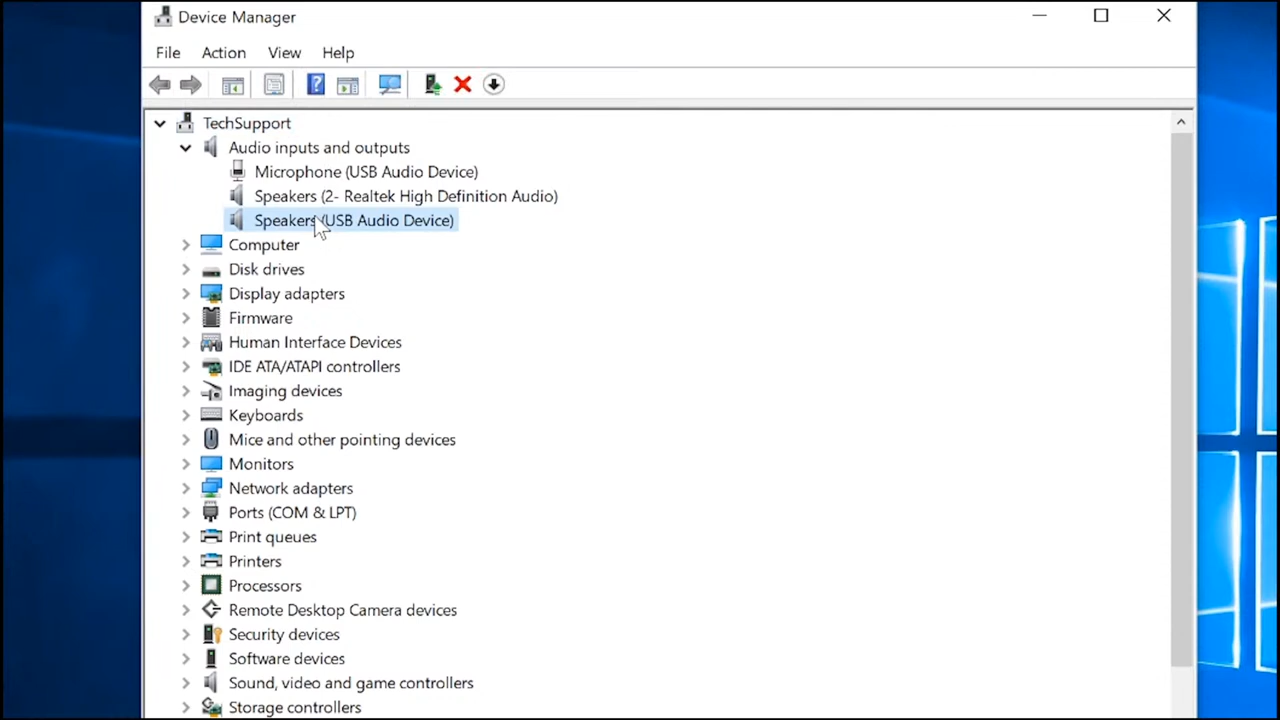 Device Manager
File Action View Help
TechSupport
Audio inputs and outputs
Microphone (USB Audio Device)
Speakers (2- Realtek High Definition Audio)
Speakers (USB Audio Device)
Computer
Disk drives
Display adapters
Firmware
Human Interface Devices
IDE ATA/ATAPI controllers
Imaging devices
Keyboards
Mice and other pointing devices
Monitors
Network adapters
Ports (COM & LPT)
Print queues
Printers
Processors
Remote Desktop Camera devices
Security devices
Software devices
Sound, video and game controllers
Storage controllers